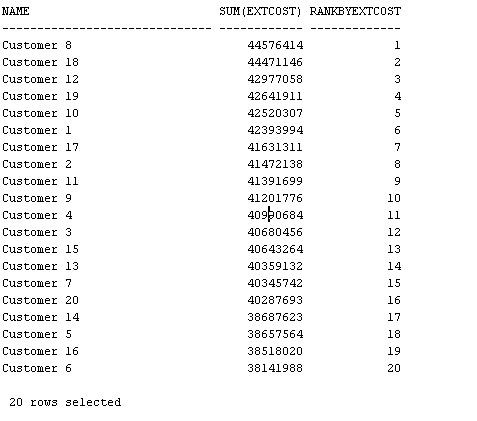 NAME SUM(EXTCOST) RANKBYEXTCOST
------------------------------ ------------ -------------
Customer 8 44576414 1
Customer 18 44471146 2
Customer 12 42977058 3
Customer 19 42641911 4
Customer 10 42520307 5
Customer 1 42393994 6
Customer 17 41631311 7
Customer 2 41472138 8
Customer 11 41391699 9
Customer 9 41201776 10
Customer 4 40990684 11
Customer 3 40680456 12
Customer 15 40643264 13
Customer 13 40359132 14
Customer 7 40345742 15
Customer 20 40287693 16
Customer 14 38687623 17
Customer 5 38657564 18
Customer 16 38518020 19
Customer 6 38141988 20
20 rows selected